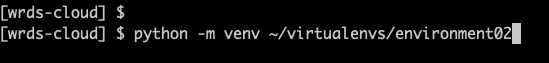 [wrds-cloud] $
[wrds-cloud] $ python -m venv ~/virtualenvs/environment02